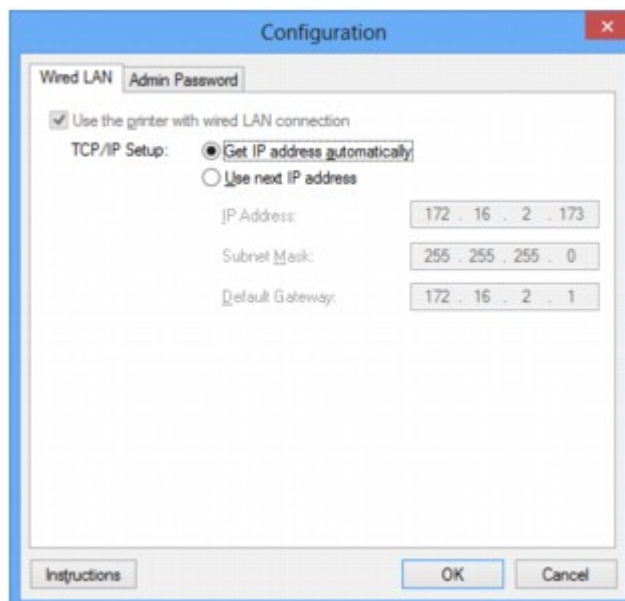 Configuration
Wired LAN Admin Password
Use the printer with wired LAN connection
TCP/IP Setup: Get IP address automatically
Use next IP address
IP Address: 172 . 16 . 2 . 173
Subnet Mask: 255 . 255 . 255 . 0
Default Gateway: 172 . 16 . 2 . 1
Instructions OK Cancel